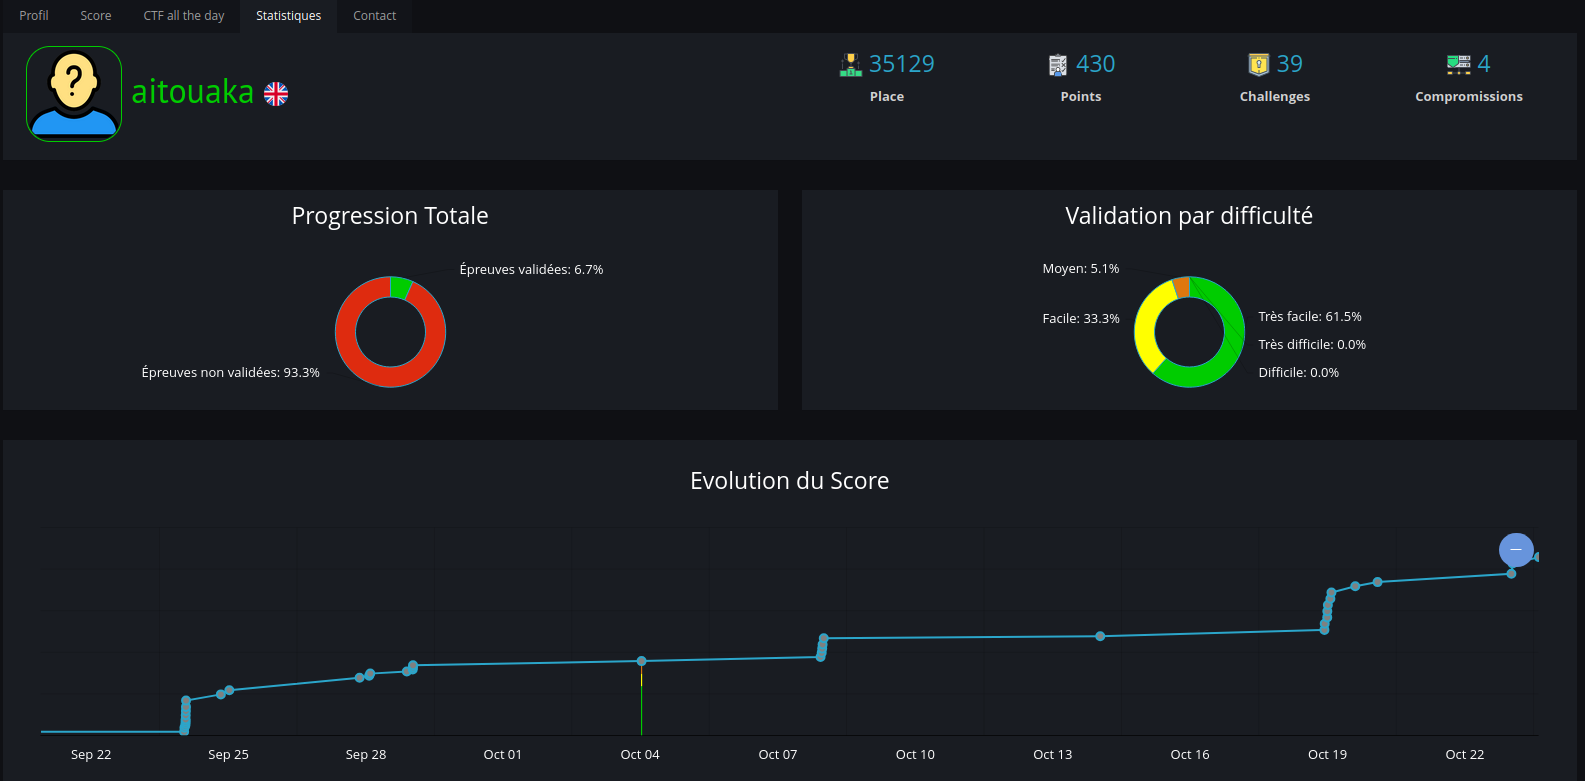 Profil Score CTF all the day Statistiques Contact
aitouaka
35129 430 39 4
Place Points Challenges Compromissions
Progression Totale
Épreuves validées: 6.7%
Épreuves non validées: 93.3%
Validation par difficulté
Moyen: 5.1%
Facile: 33.3%
Très facile: 61.5%
Très difficile: 0.0%
Difficile: 0.0%
Evolution du Score
Sep 22 Sep 25 Sep 28 Oct 01 Oct 04 Oct 07 Oct 10 Oct 13 Oct 16 Oct 19 Oct 22